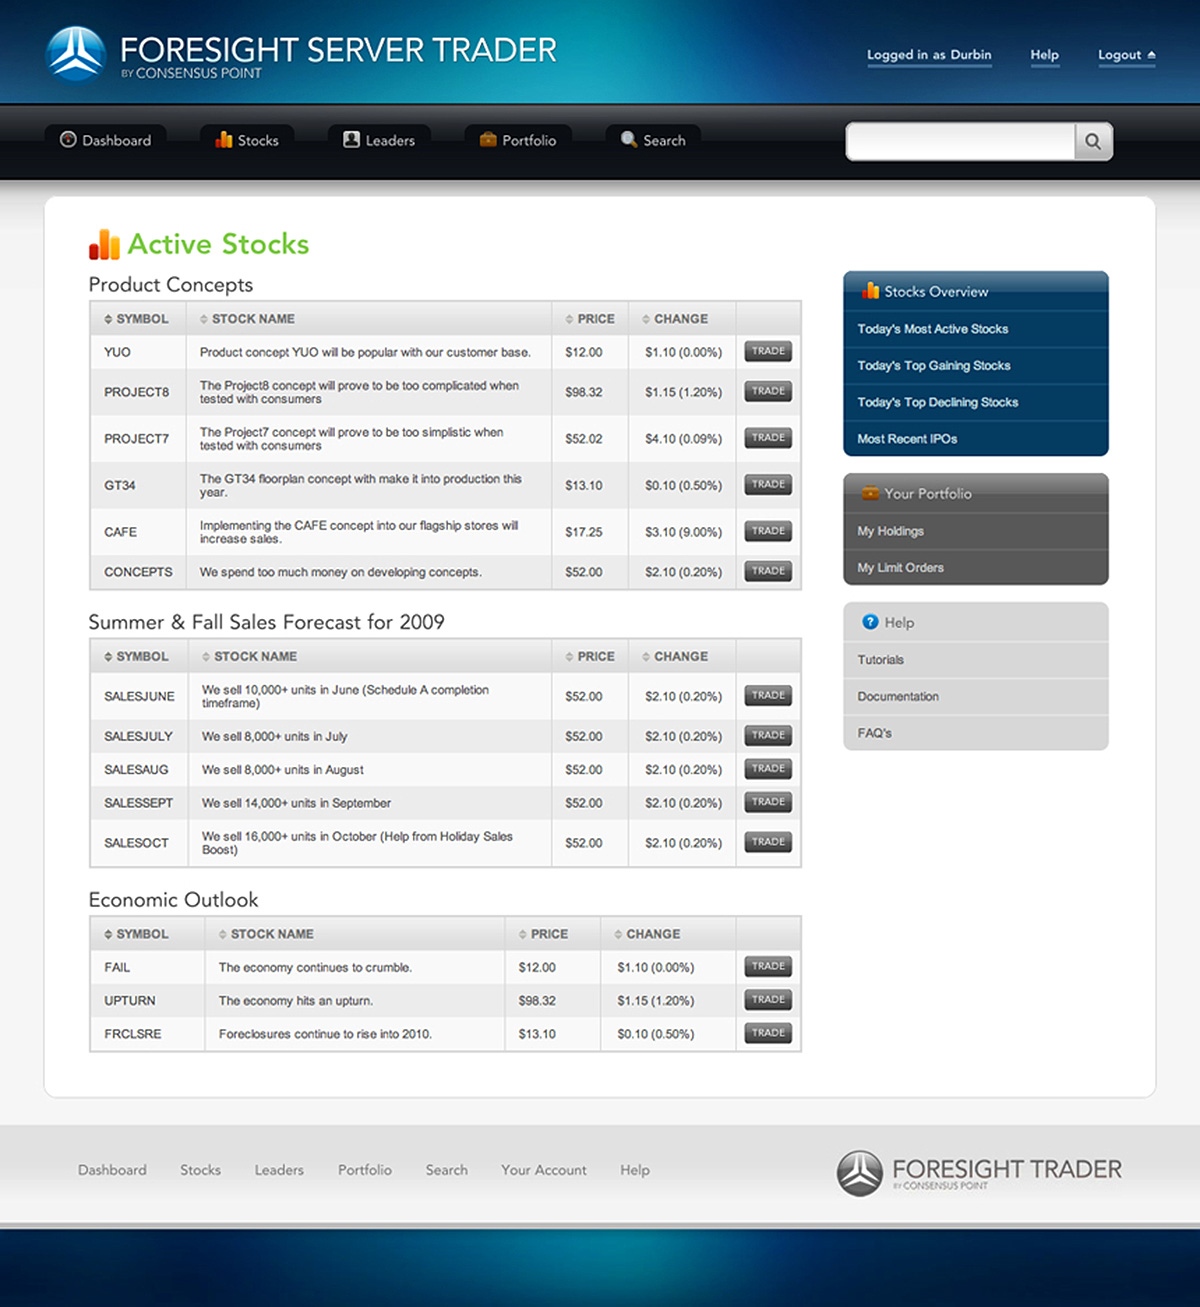 FORESIGHT SERVER TRADER
BY CONSENSUS POINT
Logged in as Durbin
Help
Logout
Dashboard
Stocks
Leaders
Portfolio
Search
Active Stocks
Product Concepts
SYMBOL STOCK NAME PRICE CHANGE
YUO Product concept YUO will be popular with our customer base. $12.00 $1.10 (0.00%) TRADE
PROJECT8 The Project8 concept will prove to be too complicated when
tested with consumers $98.32 $1.15 (1.20%) TRADE
PROJECT7 The Project7 concept will prove to be too simplistic when
tested with consumers $52.02 $4.10 (0.09%) TRADE
GT34 The GT34 floorplan concept with make it into production this
year. $13.10 $0.10 (0.50%) TRADE
CAFE Implementing the CAFE concept into our flagship stores will
increase sales. $17.25 $3.10 (9.00%) TRADE
CONCEPTS We spend too much money on developing concepts. $52.00 $2.10 (0.20%) TRADE
Summer & Fall Sales Forecast for 2009
SYMBOL STOCK NAME PRICE CHANGE
SALESJUNE We sell 10,000+ units in June (Schedule A completion
timeframe) $52.00 $2.10 (0.20%) TRADE
SALESJULY We sell 8,000+ units in July $52.00 $2.10 (0.20%) TRADE
SALESAUG We sell 8,000+ units in August $52.00 $2.10 (0.20%) TRADE
SALESSEPT We sell 14,000+ units in September $52.00 $2.10 (0.20%) TRADE
SALESOCT We sell 16,000+ units in October (Help from Holiday Sales
Boost) $52.00 $2.10 (0.20%) TRADE
Economic Outlook
SYMBOL STOCK NAME PRICE CHANGE
FAIL The economy continues to crumble. $12.00 $1.10 (0.00%) TRADE
UPTURN The economy hits an upturn. $98.32 $1.15 (1.20%) TRADE
FRCLSRE Foreclosures continue to rise into 2010. $13.10 $0.10 (0.50%) TRADE
Stocks Overview
Today's Most Active Stocks
Today's Top Gaining Stocks
Today's Top Declining Stocks
Most Recent IPOs
Your Portfolio
My Holdings
My Limit Orders
? Help
Tutorials
Documentation
FAQ's
Dashboard Stocks Leaders Portfolio Search Your Account Help
FORESIGHT TRADER
BY CONSENSUS POINT